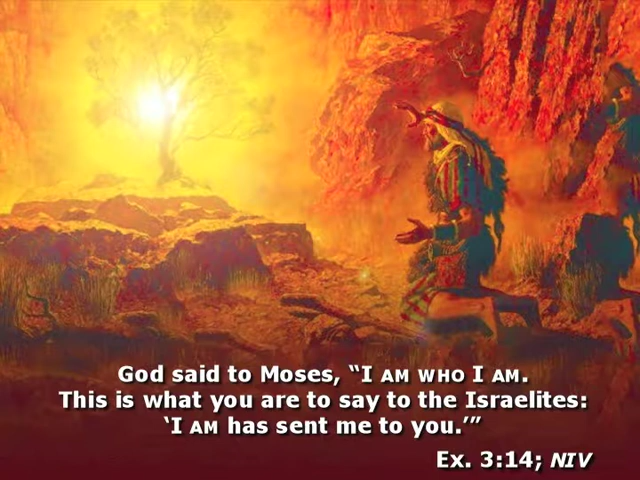 God said to Moses, “I AM WHO I AM.
This is what you are to say to the Israelites:
‘I AM has sent me to you.’”
Ex. 3:14; NIV